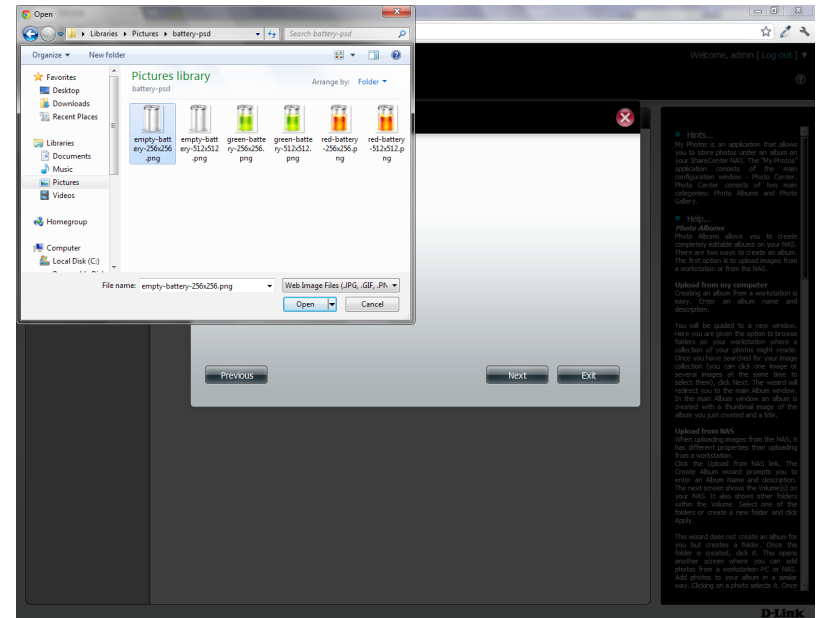 Open
Libraries
Pictures
battery-psd
Search battery-psd
Organize
New folder
Favorites
Desktop
Downloads
Recent Places
Libraries
Documents
Music
Pictures
Videos
Homegroup
Computer
Local Disk (C:)
Pictures library
battery-psd
Arrange by: Folder
empty-batt
ery-256x256
.png
empty-batt
ery-512x512
.png
green-batte
ry-256x256.
png
green-batte
ry-512x512.
png
red-battery
-256x256.p
ng
red-battery
-512x512.p
ng
File name: empty-battery-256x256.png
Web Image Files (JPG, .GIF, .PN
Open
Cancel
Welcome, admin [ Log out ]
Previous
Next
Exit
Hints...
My Photos is an application that allows
you to store photos under an album on
your ShareCenter NAS. The "My Photos"
application consists of the main
configuration window - Photo Center.
Photo Center consists of two main
categories: Photo Albums and Photo
Gallery.
Help...
Photo Albums
Photo Albums allows you to create
completely editable albums on your NAS.
There are two ways to create an album.
The first option is to upload images from
a workstation or from the NAS.
Upload from my computer
Creating an album from a workstation is
easy. Enter an album name and
description.
You will be guided to a new window.
Here you are given the option to browse
folders on your workstation where a
collection of your photos might reside.
Once you have searched for your image
collection (you can click one image or
several images at the same time to
select them), click Next. The wizard will
redirect you to the main Album window.
In the main Album window an album is
created with a thumbnail image of the
album you just created and a title.
Upload from NAS
When uploading images from the NAS, it
has different properties than uploading
from a workstation.
Click the Upload from NAS link. The
Create Album wizard prompts you to
enter an Album Name and description.
The next screen shows the Volume(s) on
your NAS. It also shows other folders
within the Volume. Select one of the
folders or create a new folder and click
Apply.
This wizard does not create an album for
you but creates a folder. Once the
folder is created, click it. This opens
another screen where you can add
photos from a workstation PC or NAS.
Add photos to your album in a similar
way. Clicking on a photo selects it. Once
D-Link